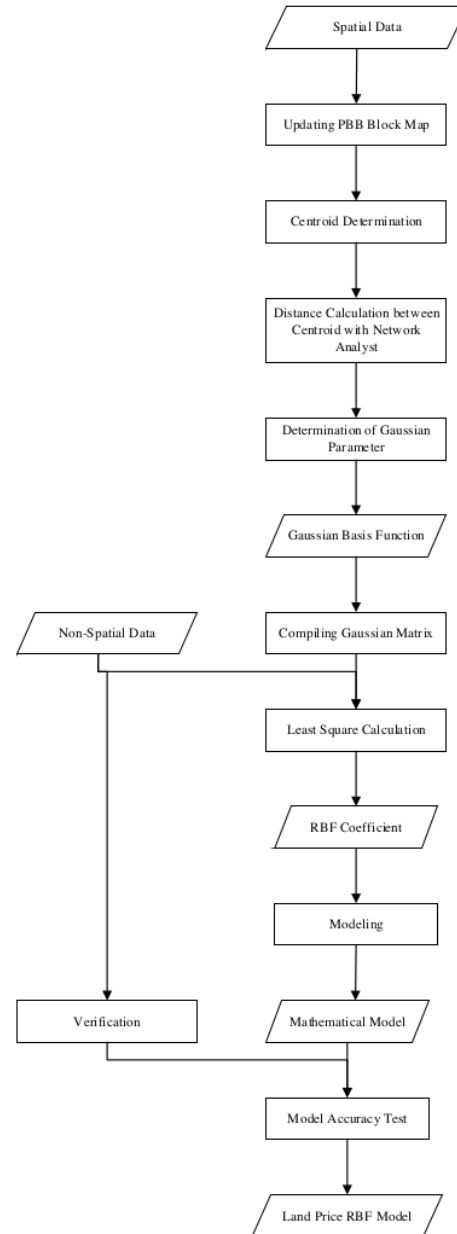 Spatial Data
Updating PBB Block Map
Centroid Determination
Distance Calculation between
Centroid with Network
Analyst
Determination of Gaussian
Parameter
Gaussian Basis Function
Non-Spatial Data
Compiling Gaussian Matrix
Least Square Calculation
RBF Coefficient
Modeling
Verification
Mathematical Model
Model Accuracy Test
Land Price RBF Model